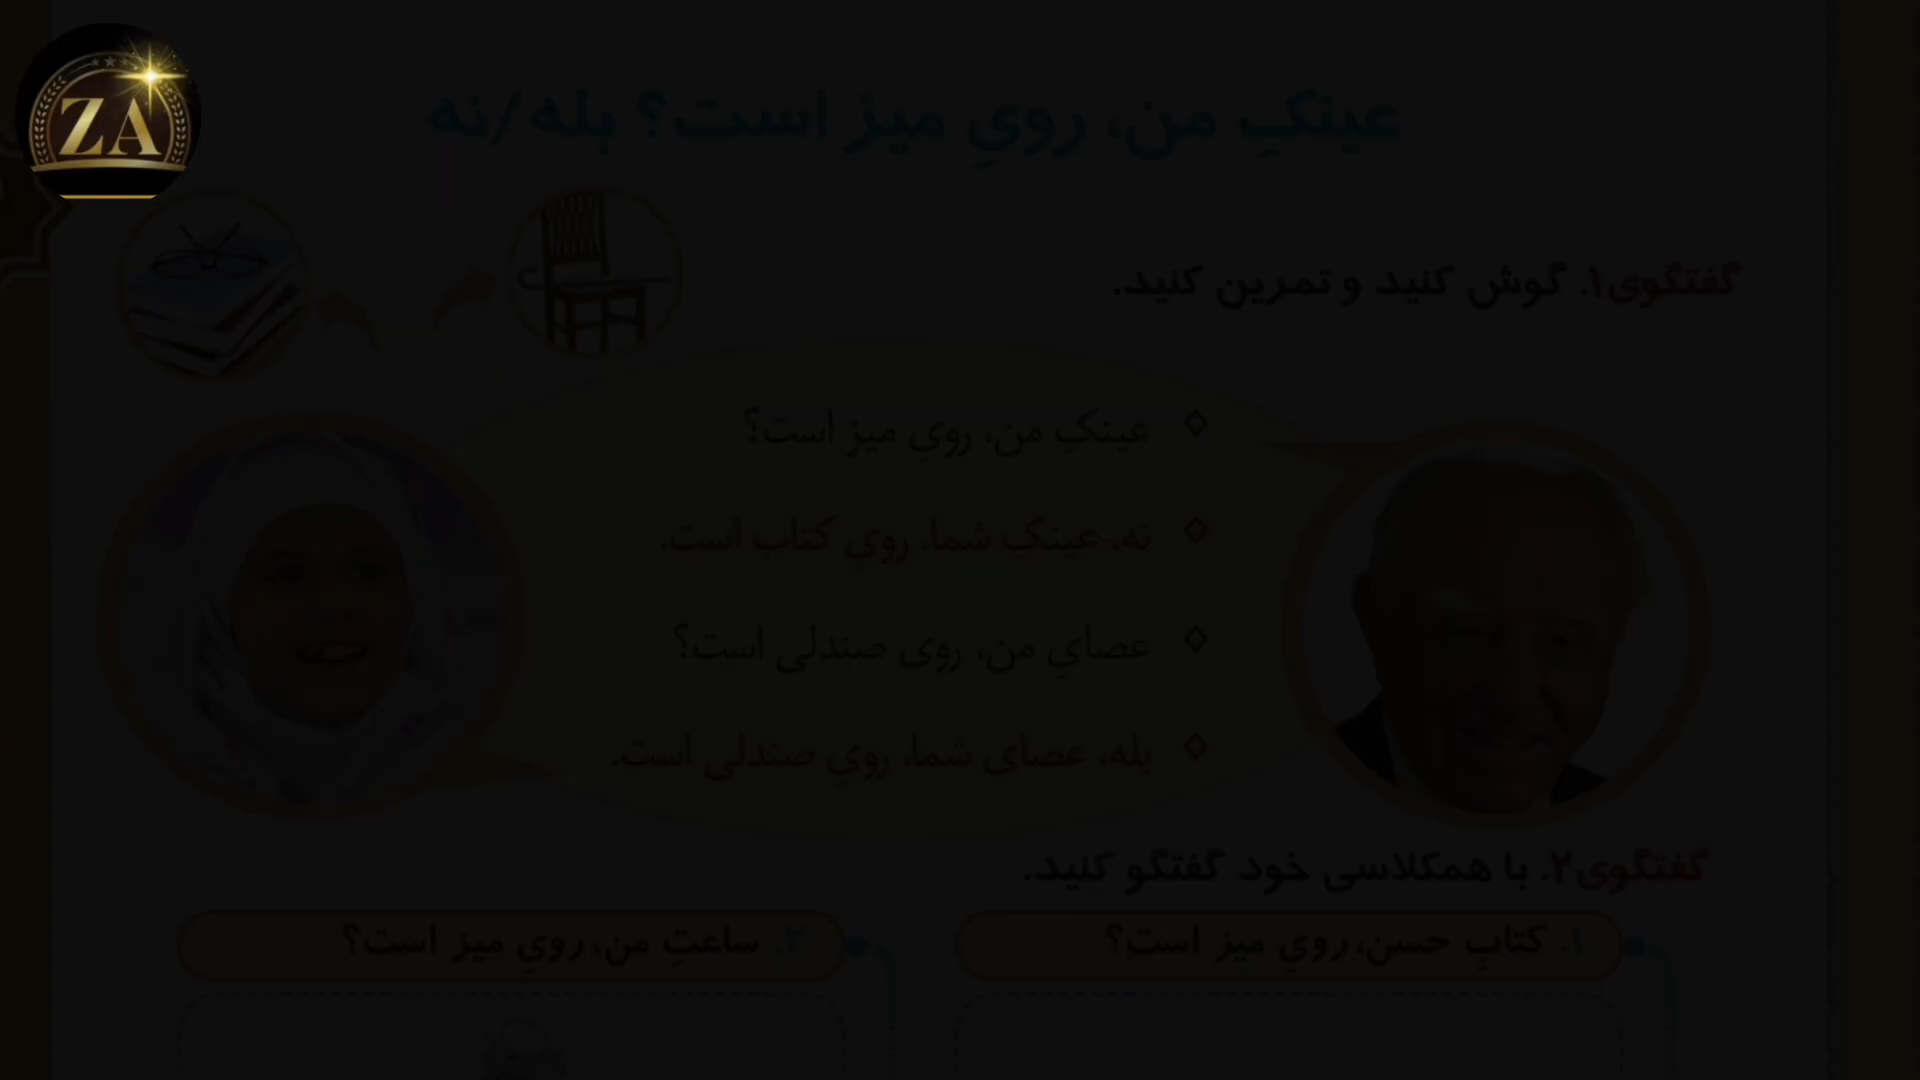 ZA
عینکِ من، رویِ میز است؟ بله/نه
گفتگوی۱. گوش کنید و تمرین کنید.
عینکِ من، رویِ میز است؟
نه، عینک شما، رویِ کتاب است.
عصایِ من، روی صندلی است؟
بله، عصای شما، رویِ صندلی است.
گفتگوی۲. با همکلاسی خود گفتگو کنید.
۱. کتابِ حسن، رویِ میز است؟
۲. ساعتِ من، رویِ میز است؟